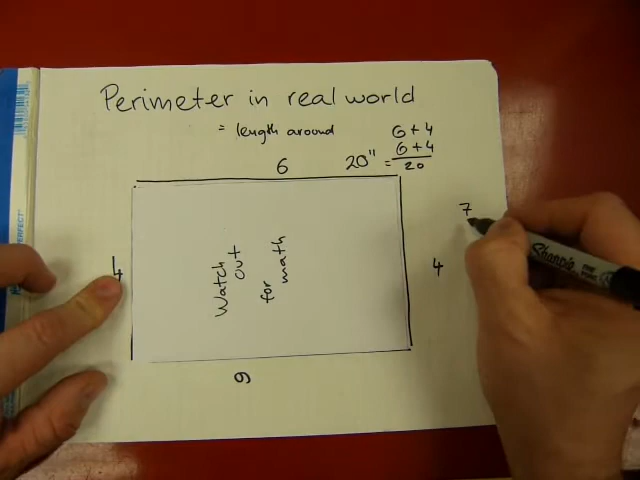 Perimeter in real world
= length around
6 + 4
6 + 4
6
20" = 20
7
4
4
Watch
out
for
math
6
Sharpie